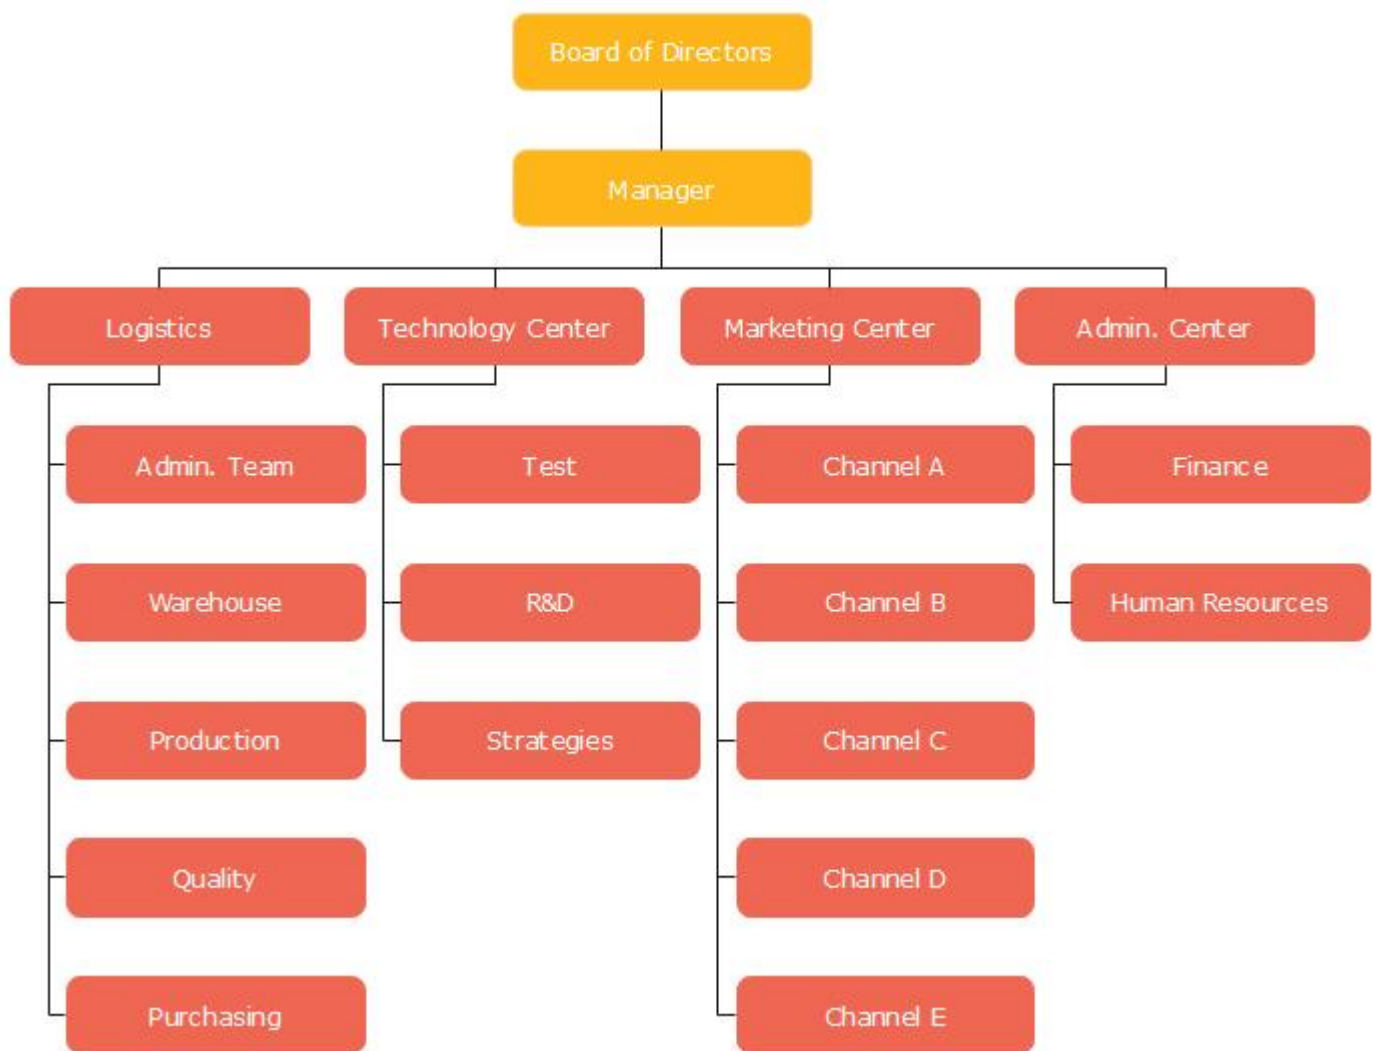 Board of Directors
Manager
Logistics
Technology Center
Marketing Center
Admin. Center
Admin. Team
Test
Channel A
Finance
Warehouse
R&D
Channel B
Human Resources
Production
Strategies
Channel C
Quality
Channel D
Purchasing
Channel E